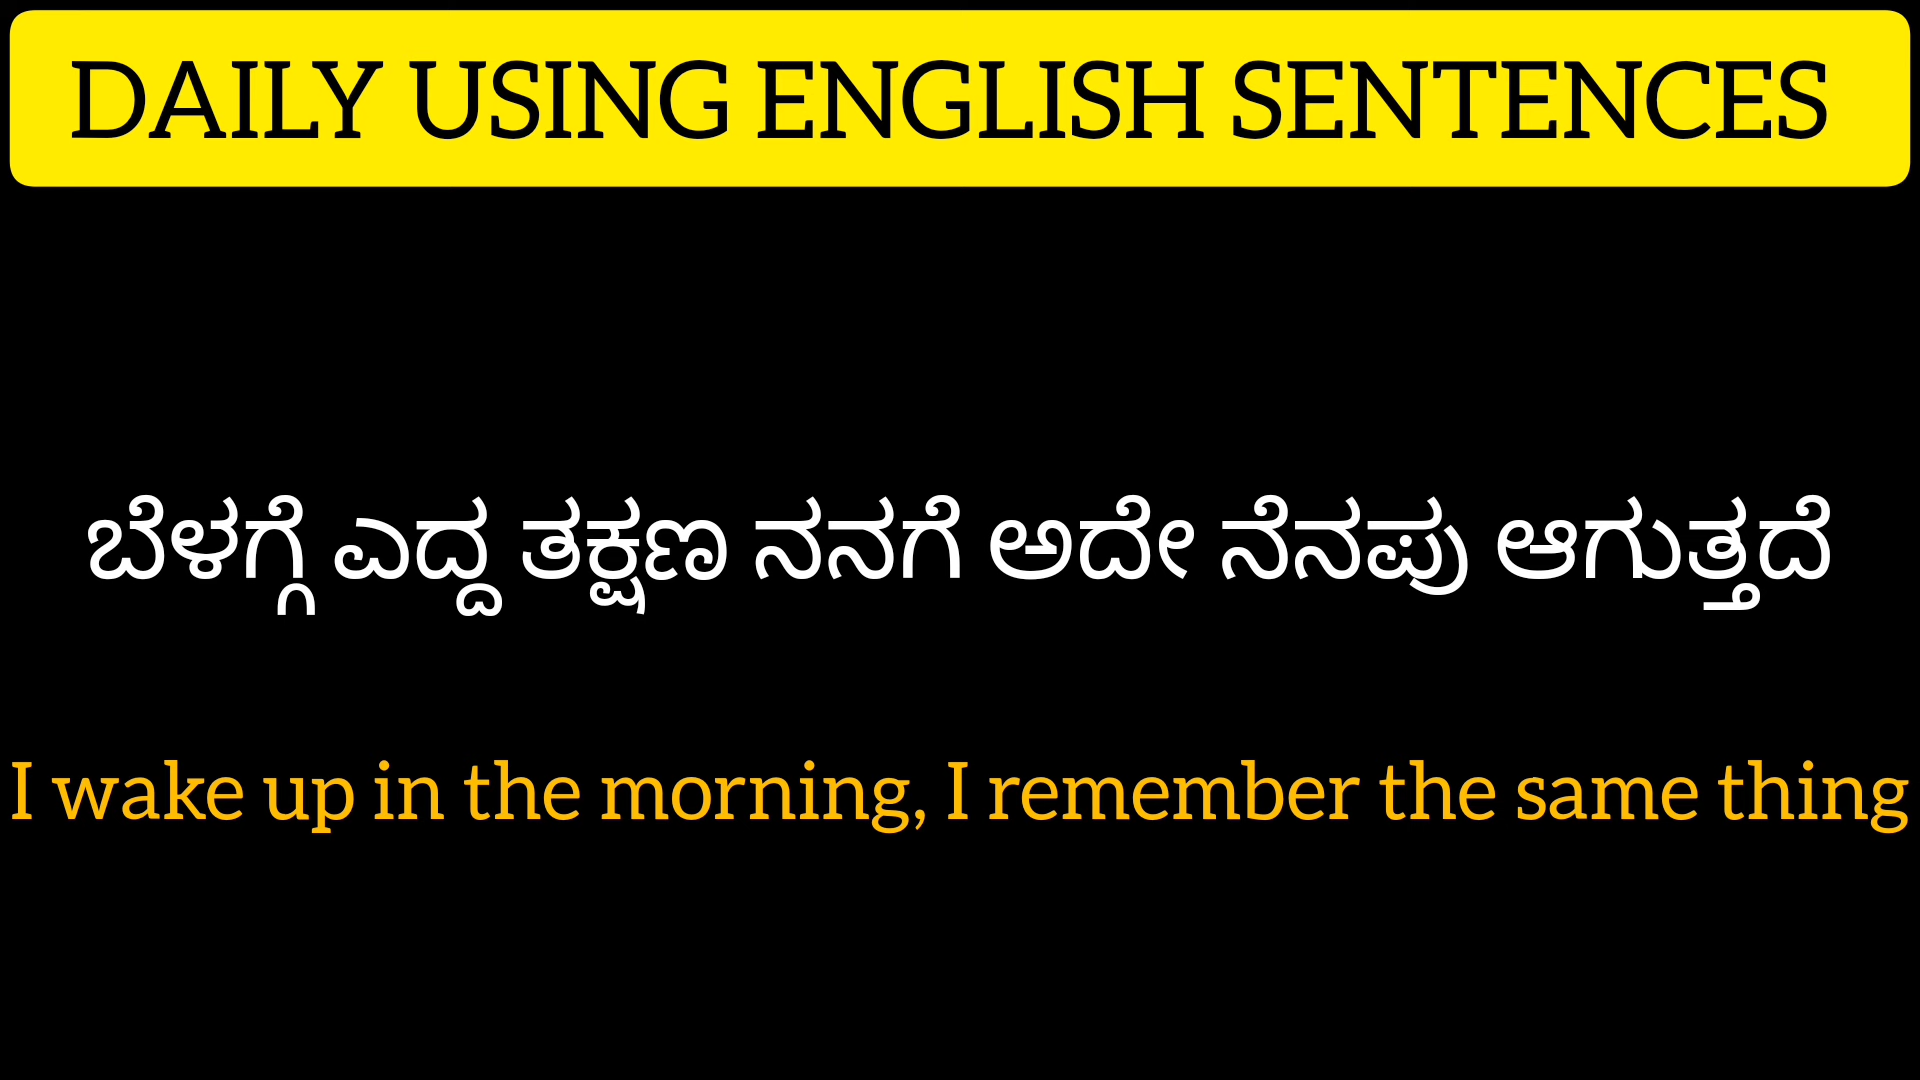 DAILY USING ENGLISH SENTENCES
ಬೆಳಗ್ಗೆ ಎದ್ದ ತಕ್ಷಣ ನನಗೆ ಅದೇ ನೆನಪು ಆಗುತ್ತದೆ
I wake up in the morning, I remember the same thing